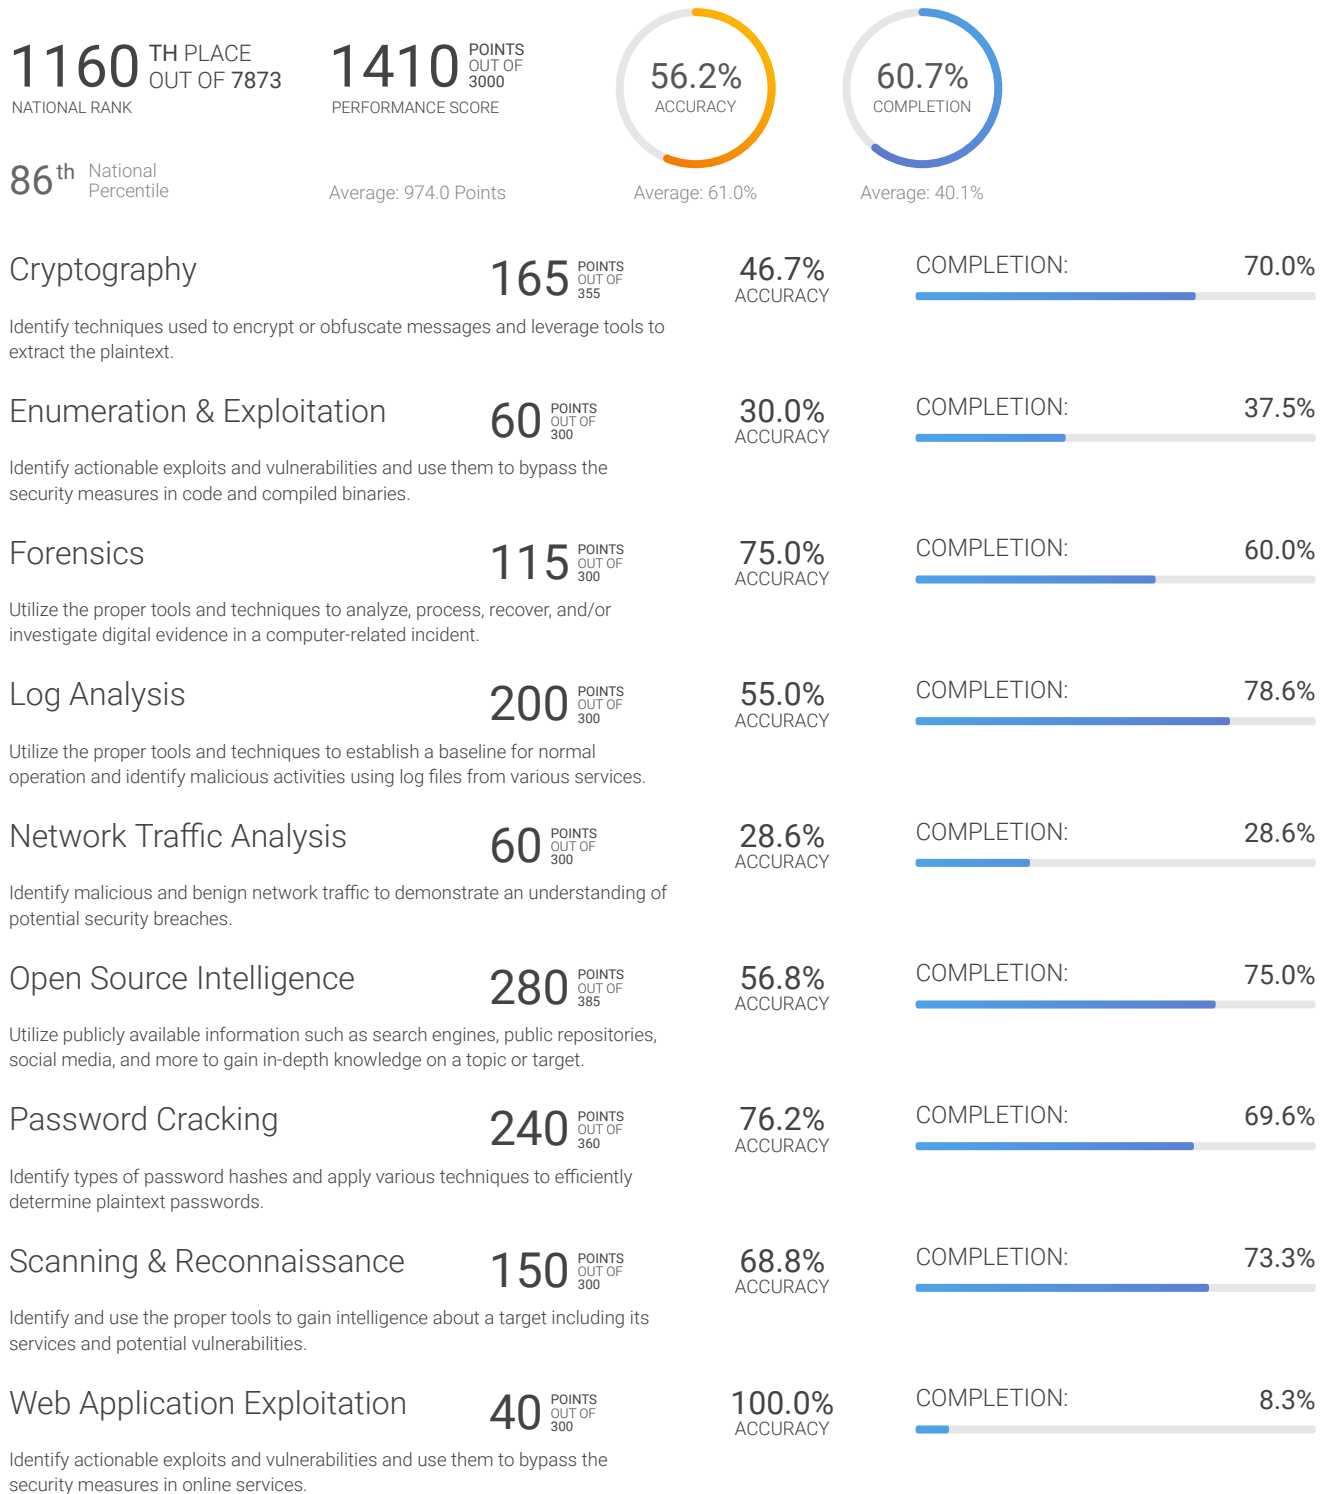 1160 TH PLACE OUT OF 7873
NATIONAL RANK
1410 POINTS OUT OF 3000
PERFORMANCE SCORE
56.2%
ACCURACY
60.7%
COMPLETION
86th National Percentile
Average: 974.0 Points
Average: 61.0%
Average: 40.1%
Cryptography
165 POINTS OUT OF 355
46.7%
ACCURACY
COMPLETION: 70.0%
Identify techniques used to encrypt or obfuscate messages and leverage tools to
extract the plaintext.
Enumeration & Exploitation
60 POINTS OUT OF 300
30.0%
ACCURACY
COMPLETION: 37.5%
Identify actionable exploits and vulnerabilities and use them to bypass the
security measures in code and compiled binaries.
Forensics
115 POINTS OUT OF 300
75.0%
ACCURACY
COMPLETION: 60.0%
Utilize the proper tools and techniques to analyze, process, recover, and/or
investigate digital evidence in a computer-related incident.
Log Analysis
200 POINTS OUT OF 300
55.0%
ACCURACY
COMPLETION: 78.6%
Utilize the proper tools and techniques to establish a baseline for normal
operation and identify malicious activities using log files from various services.
Network Traffic Analysis
60 POINTS OUT OF 300
28.6%
ACCURACY
COMPLETION: 28.6%
Identify malicious and benign network traffic to demonstrate an understanding of
potential security breaches.
Open Source Intelligence
280 POINTS OUT OF 385
56.8%
ACCURACY
COMPLETION: 75.0%
Utilize publicly available information such as search engines, public repositories,
social media, and more to gain in-depth knowledge on a topic or target.
Password Cracking
240 POINTS OUT OF 360
76.2%
ACCURACY
COMPLETION: 69.6%
Identify types of password hashes and apply various techniques to efficiently
determine plaintext passwords.
Scanning & Reconnaissance
150 POINTS OUT OF 300
68.8%
ACCURACY
COMPLETION: 73.3%
Identify and use the proper tools to gain intelligence about a target including its
services and potential vulnerabilities.
Web Application Exploitation
40 POINTS OUT OF 300
100.0%
ACCURACY
COMPLETION: 8.3%
Identify actionable exploits and vulnerabilities and use them to bypass the
security measures in online services.